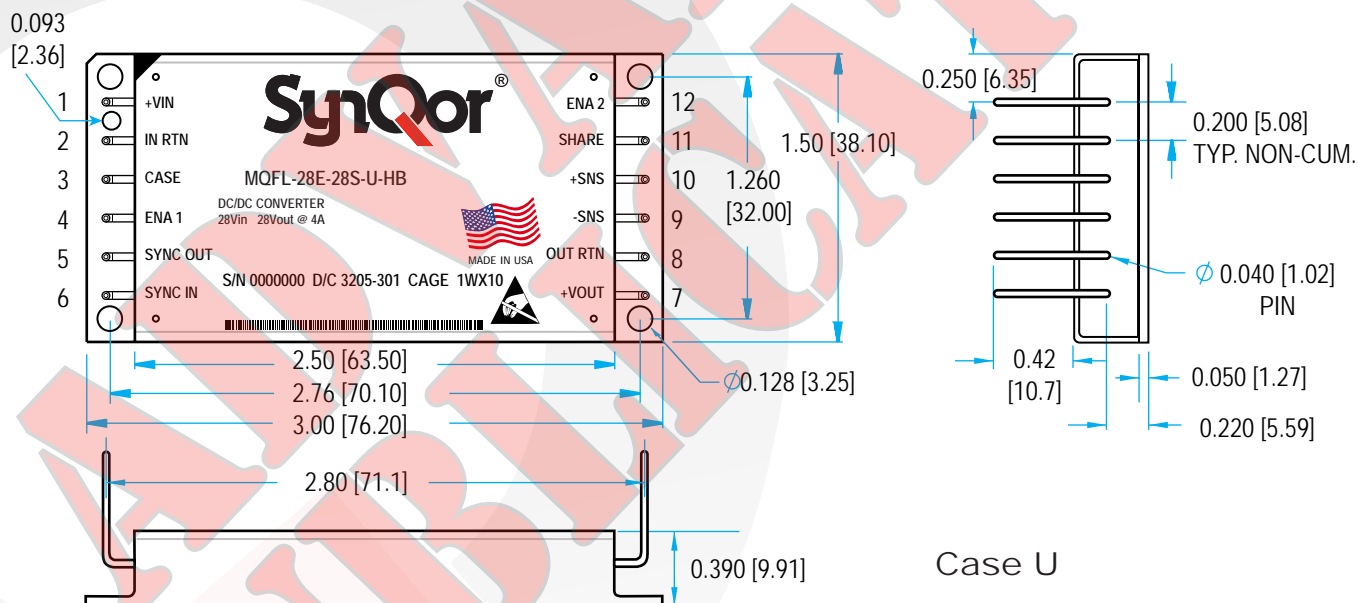 0.093
[2.36]
SynQor®
1 +VIN
2 IN RTN
3 CASE
4 ENA 1
5 SYNC OUT
6 SYNC IN
ENA 2 12
SHARE 11
+SNS 10
-SNS 9
OUT RTN 8
+VOUT 7
MQFL-28E-28S-U-HB
DC/DC CONVERTER
28Vin 28Vout @ 4A
MADE IN USA
S/N 0000000 D/C 3205-301 CAGE 1WX10
1.260
[32.00]
1.50 [38.10]
2.50 [63.50]
2.76 [70.10]
3.00 [76.20]
∅0.128 [3.25]
0.250 [6.35]
0.200 [5.08]
TYP. NON-CUM.
∅ 0.040 [1.02]
PIN
0.42
[10.7]
0.050 [1.27]
0.220 [5.59]
2.80 [71.1]
0.390 [9.91]
Case U